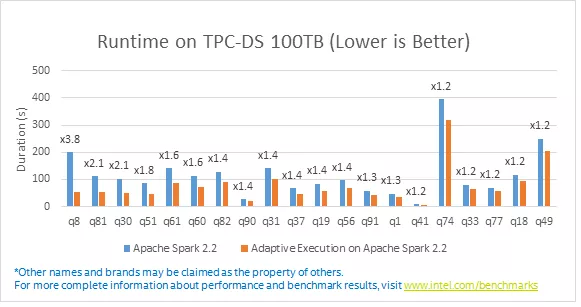 Runtime on TPC-DS 100TB (Lower is Better)
500
400
300
200
100
0
Duration (s)
x3.8
x2.1
x2.1
x1.8
x1.6
x1.6
x1.4
x1.4
x1.4
x1.4
x1.4
x1.4
x1.3
x1.3
x1.2
x1.2
x1.2
x1.2
x1.2
x1.2
q8 q81 q30 q51 q61 q60 q82 q90 q31 q37 q19 q56 q91 q1 q41 q74 q33 q77 q18 q49
Apache Spark 2.2 Adaptive Execution on Apache Spark 2.2
*Other names and brands may be claimed as the property of others.
For more complete information about performance and benchmark results, visit www.intel.com/benchmarks